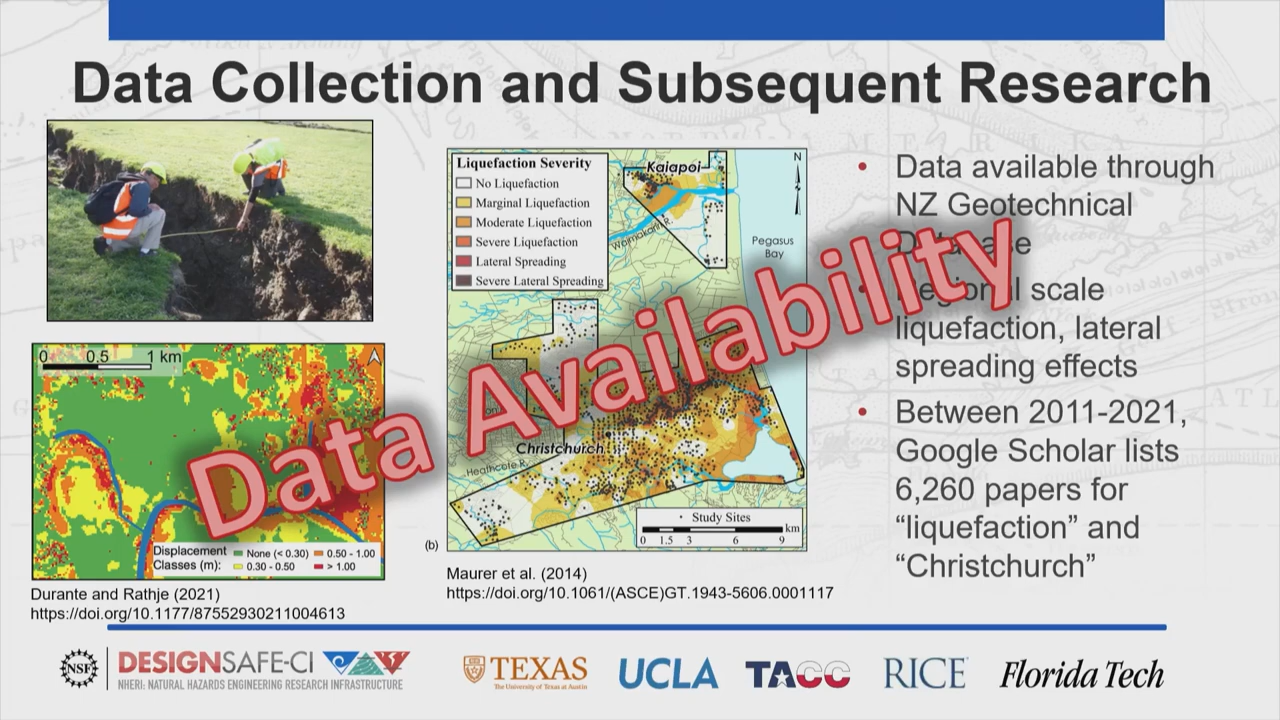 Data Collection and Subsequent Research
Liquefaction Severity
No Liquefaction
Marginal Liquefaction
Moderate Liquefaction
Severe Liquefaction
Lateral Spreading
Severe Lateral Spreading
Kaiapoi
N
Pegasus
Bay
Christchurch
Heathcote R.
Study Sites
km
0 1.5 3 6 9
(b)
Maurer et al. (2014)
https://doi.org/10.1061/(ASCE)GT.1943-5606.0001117
0 0.5 1 km
Displacement
Classes (m):
None (< 0.30)
0.50 - 1.00
0.30 - 0.50
> 1.00
Durante and Rathje (2021)
https://doi.org/10.1177/87552930211004613
• Data available through
NZ Geotechnical
Database
• Regional scale
liquefaction, lateral
spreading effects
• Between 2011-2021,
Google Scholar lists
6,260 papers for
“liquefaction” and
“Christchurch”
Data Availability
NSF
DESIGNSAFE-CI
NHERI: NATURAL HAZARDS ENGINEERING RESEARCH INFRASTRUCTURE
TEXAS
The University of Texas at Austin
UCLA
TACC
RICE
Florida Tech